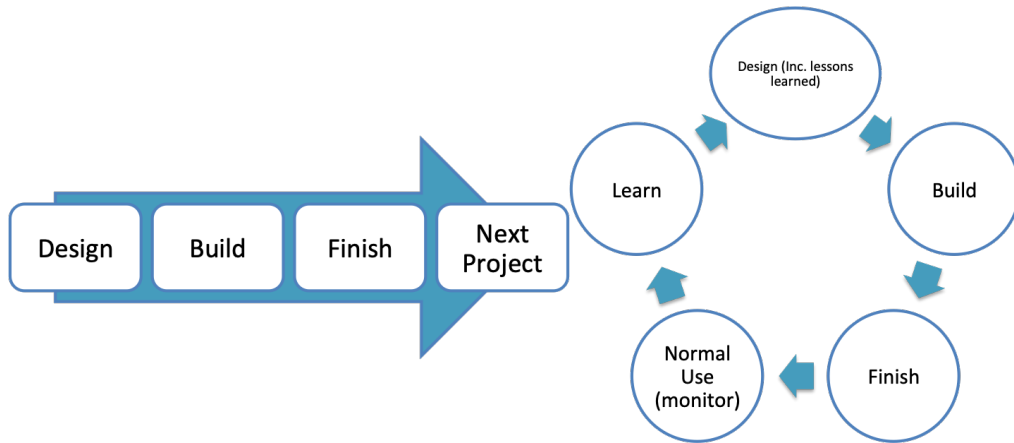 Design
Build
Finish
Next
Project
Design (Inc. lessons
learned)
Build
Finish
Normal
Use
(monitor)
Learn